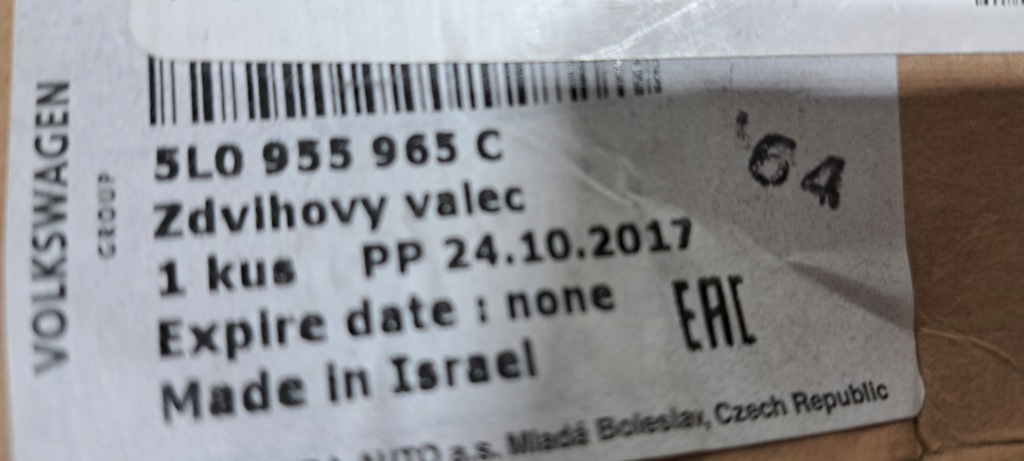 VOLKSWAGEN
GROUP
5L0 955 965 C
Zdvihovy valec
1 kus PP 24.10.2017
Expire date : none
Made in Israel
EAC
64
AUTO a.s. Mladá Boleslav, Czech Republic